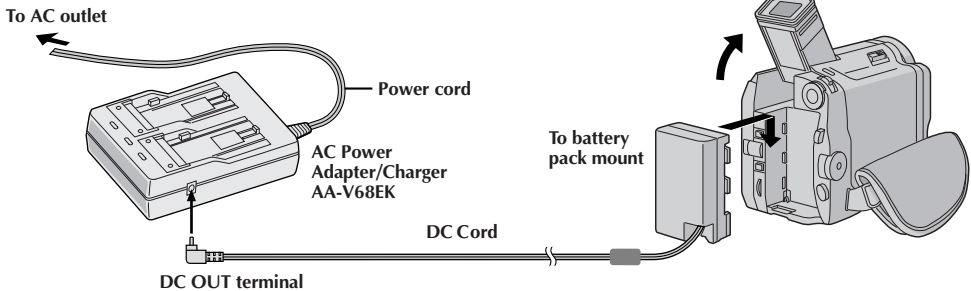 To AC outlet
Power cord
AC Power
Adapter/Charger
AA-V68EK
To battery
pack mount
DC Cord
DC OUT terminal